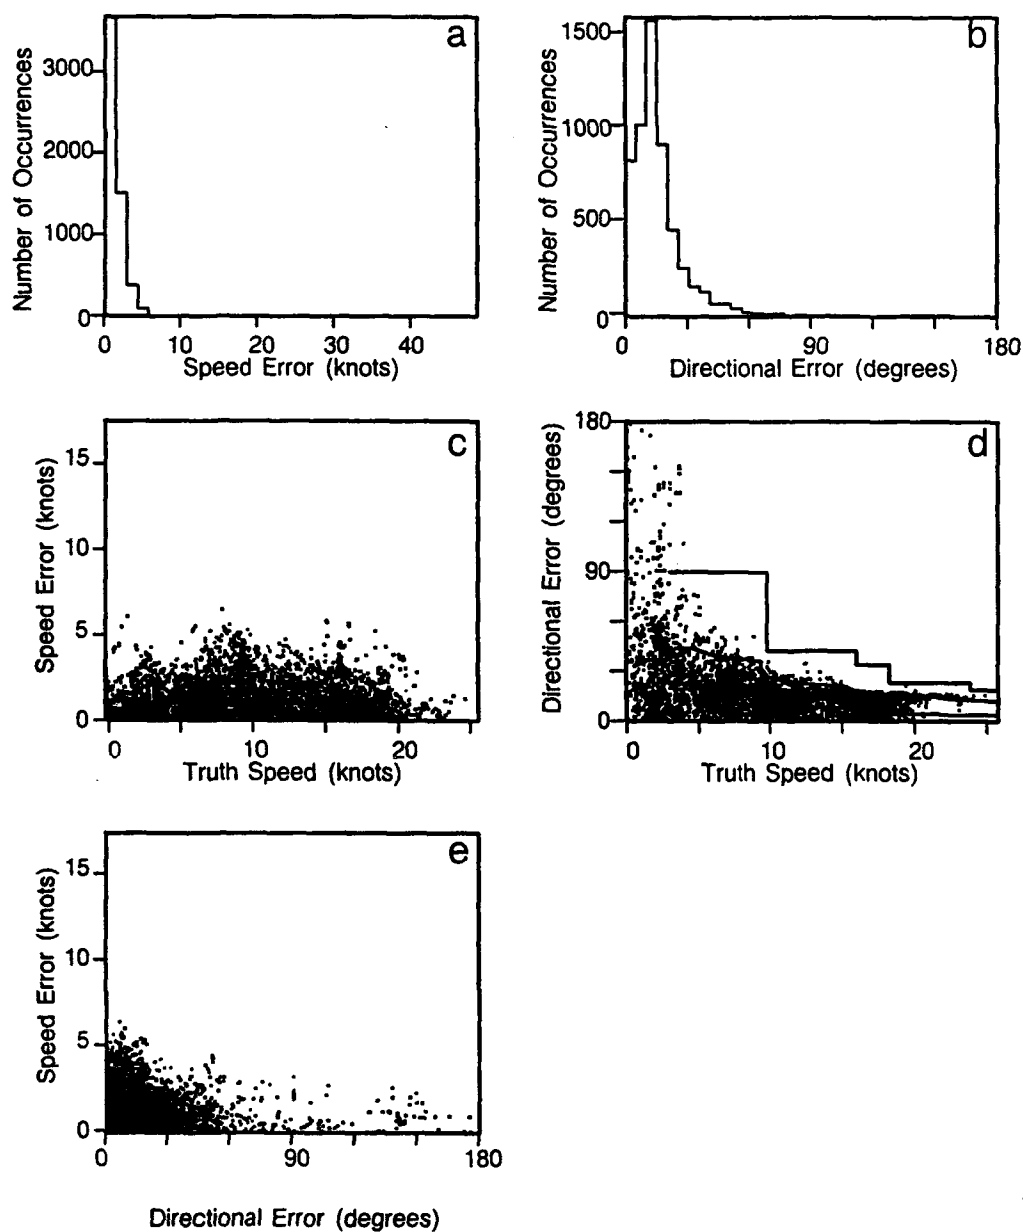 a
Number of Occurrences
3000
2000
1000
0
0 10 20 30 40
Speed Error (knots)
b
Number of Occurrences
1500
1000
500
0
0 90 180
Directional Error (degrees)
c
Speed Error (knots)
15
10
5
0
0 10 20
Truth Speed (knots)
d
Directional Error (degrees)
180
90
0
0 10 20
Truth Speed (knots)
e
Speed Error (knots)
15
10
5
0
0 90 180
Directional Error (degrees)